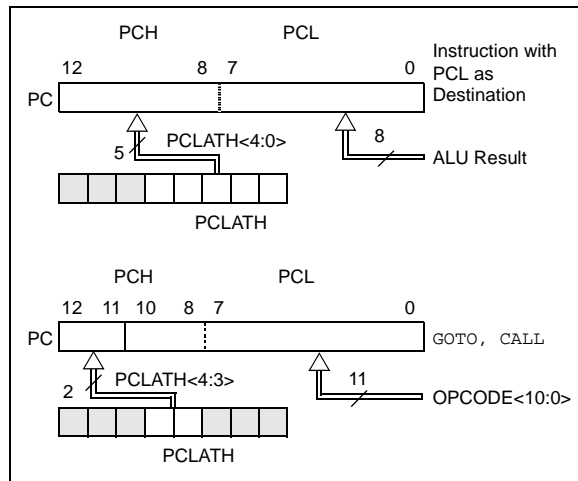 PCH PCL
12 8 7 0
Instruction with
PCL as
Destination
PC
5 PCLATH<4:0> 8
ALU Result
PCLATH
PCH PCL
12 11 10 8 7 0
PC GOTO, CALL
2 PCLATH<4:3> 11
OPCODE<10:0>
PCLATH